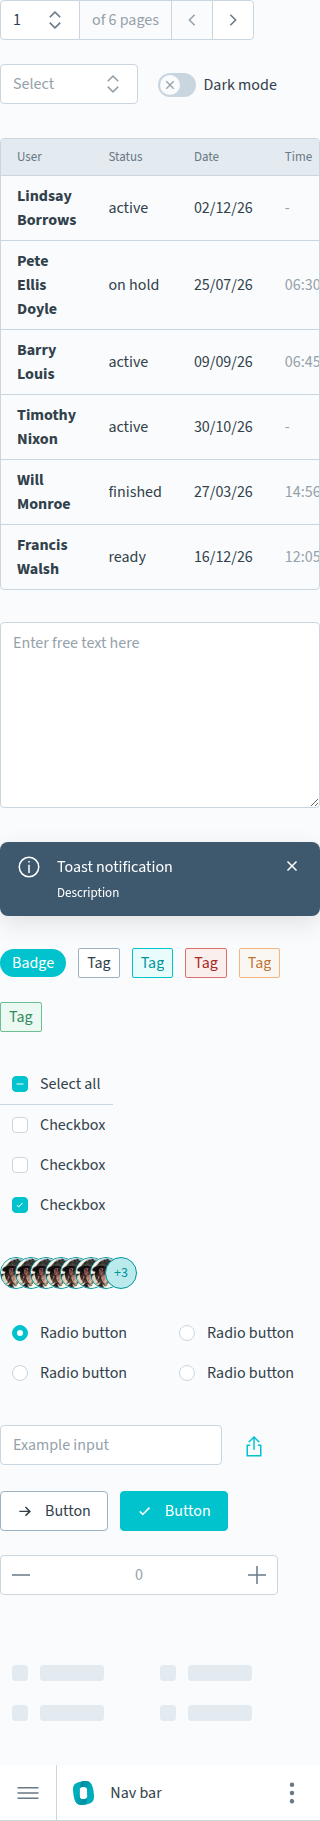 1 of 6 pages
Select Dark mode
User Status Date Time
Lindsay
Borrows active 02/12/26 -
Pete
Ellis
Doyle on hold 25/07/26 06:30
Barry
Louis active 09/09/26 06:45
Timothy
Nixon active 30/10/26 -
Will
Monroe finished 27/03/26 14:56
Francis
Walsh ready 16/12/26 12:05
Enter free text here
Toast notification
Description
Badge Tag Tag Tag Tag
Tag
Select all
Checkbox
Checkbox
Checkbox
+3
Radio button Radio button
Radio button Radio button
Example input
Button Button
0
Nav bar